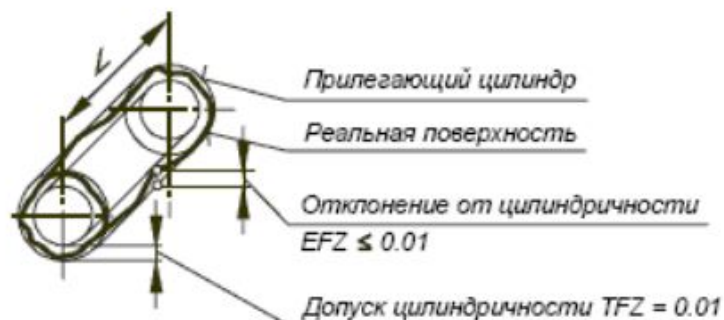 L
Прилегающий цилиндр
Реальная поверхность
Отклонение от цилиндричности
EFZ ≤ 0.01
Допуск цилиндричности TFZ = 0.01